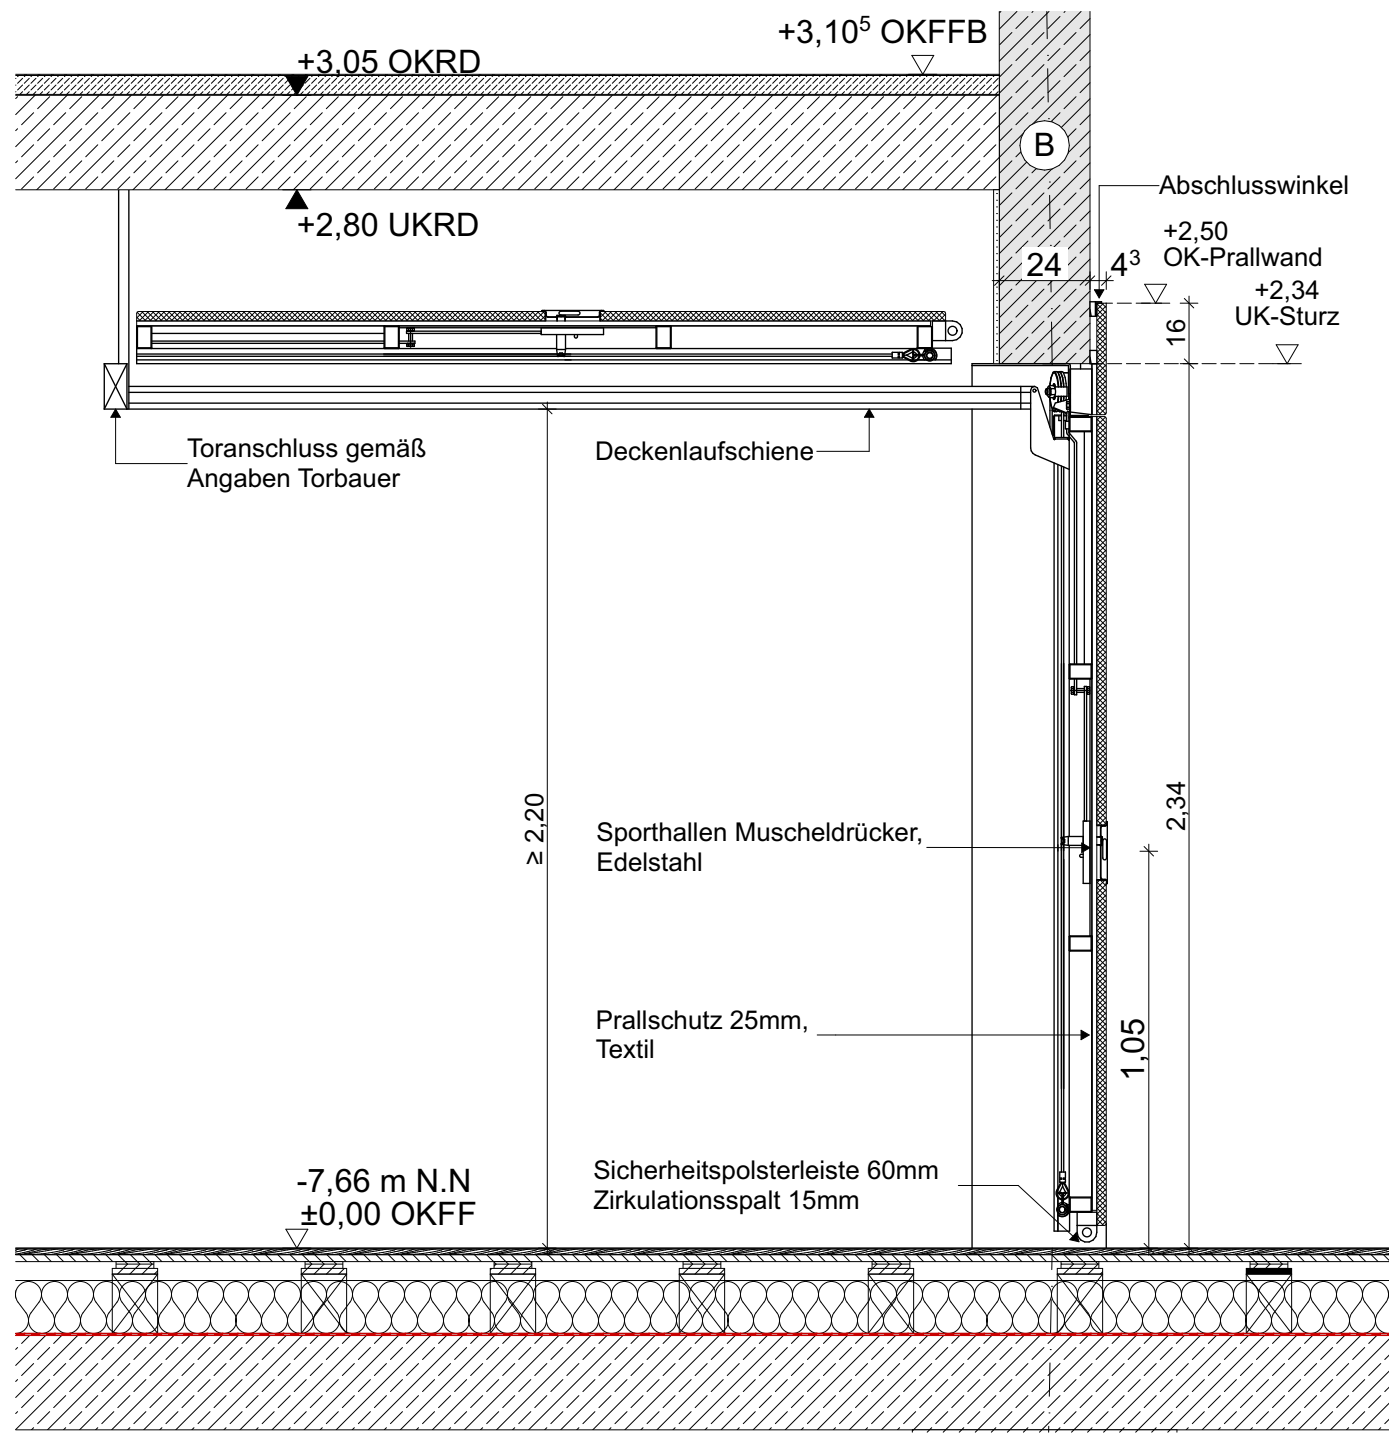 +3,10⁵ OKFFB
+3,05 OKRD
B
Abschlusswinkel
+2,80 UKRD
+2,50
OK-Prallwand
24
4³
+2,34
UK-Sturz
16
Toranschluss gemäß
Angaben Torbauer
Deckenlaufschiene
≥ 2,20
2,34
Sporthallen Muscheldrücker,
Edelstahl
Prallschutz 25mm,
Textil
1,05
Sicherheitspolsterleiste 60mm
Zirkulationsspalt 15mm
-7,66 m N.N
±0,00 OKFF